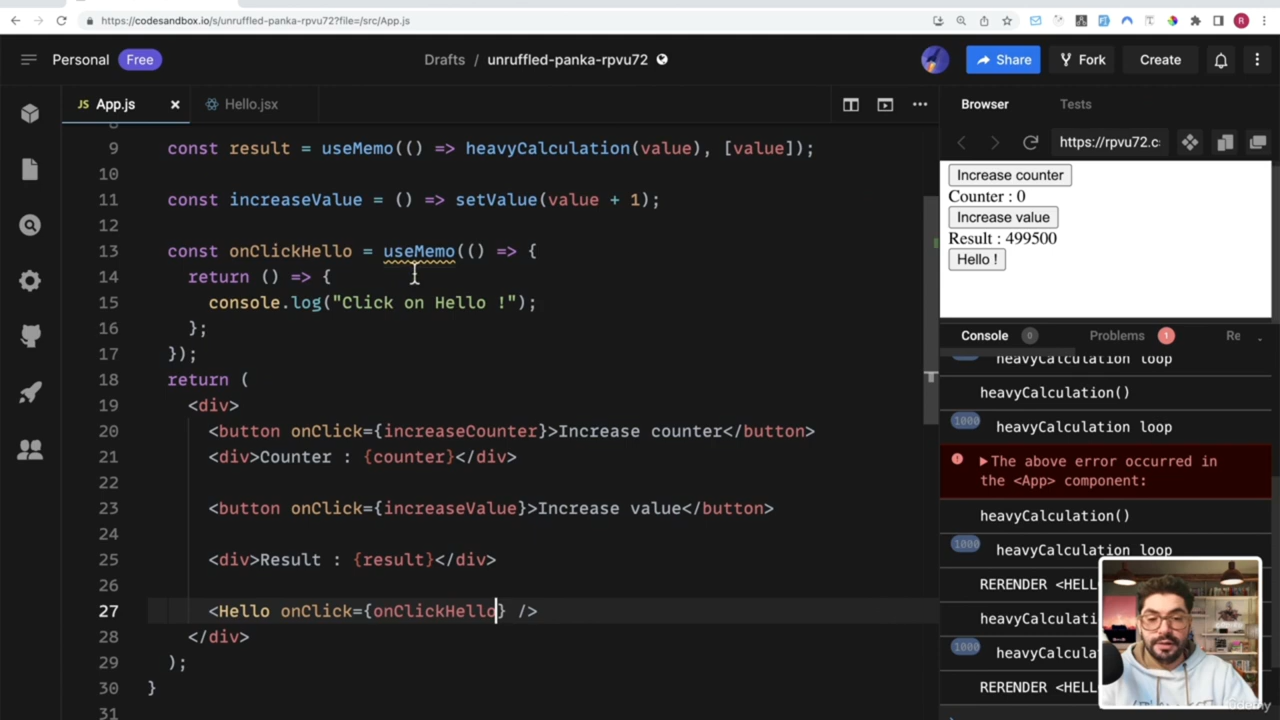 https://codesandbox.io/s/unruffled-panka-rpvu72?file=/src/App.js
Personal Free
Drafts / unruffled-panka-rpvu72
Share
Fork
Create
JS App.js
Hello.jsx
8
9 const result = useMemo(() => heavyCalculation(value), [value]);
10
11 const increaseValue = () => setValue(value + 1);
12
13 const onClickHello = useMemo(() => {
14 return () => {
15 console.log("Click on Hello !");
16 };
17 });
18 return (
19 <div>
20 <button onClick={increaseCounter}>Increase counter</button>
21 <div>Counter : {counter}</div>
22
23 <button onClick={increaseValue}>Increase value</button>
24
25 <div>Result : {result}</div>
26
27 <Hello onClick={onClickHello} />
28 </div>
29 );
30 }
31
Browser Tests
https://rpvu72.c
Increase counter
Counter : 0
Increase value
Result : 499500
Hello !
Console 0 Problems 1 Re
heavyCalculation loop
heavyCalculation()
1000 heavyCalculation loop
The above error occurred in
the <App> component:
heavyCalculation()
1000 heavyCalculation loop
RERENDER <HELL
heavyCalculati
1000 heavyCalcula
RERENDER <HELL
R